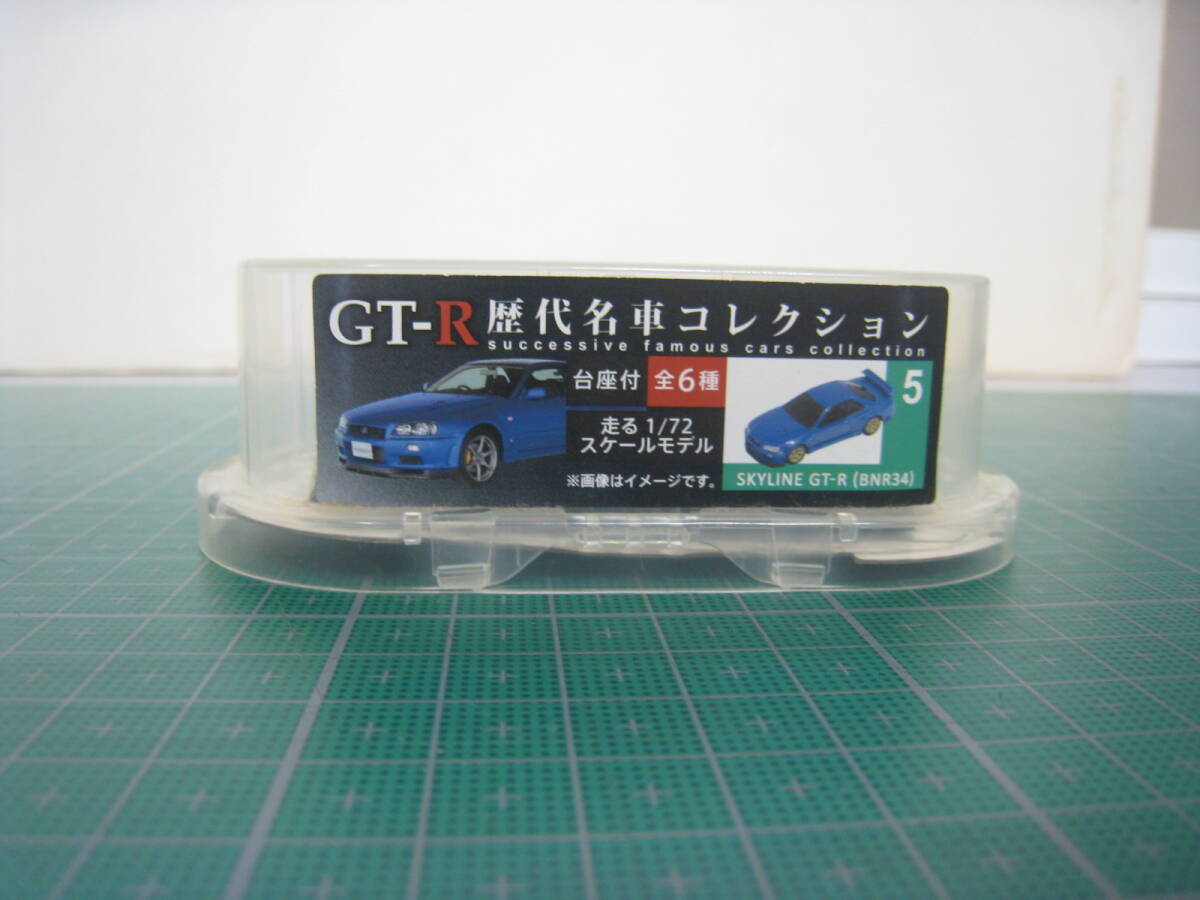 GT-R 歴代名車コレクション
successive famous cars collection
台座付 全6種
走る 1/72
スケールモデル
※画像はイメージです。
5
SKYLINE GT-R (BNR34)